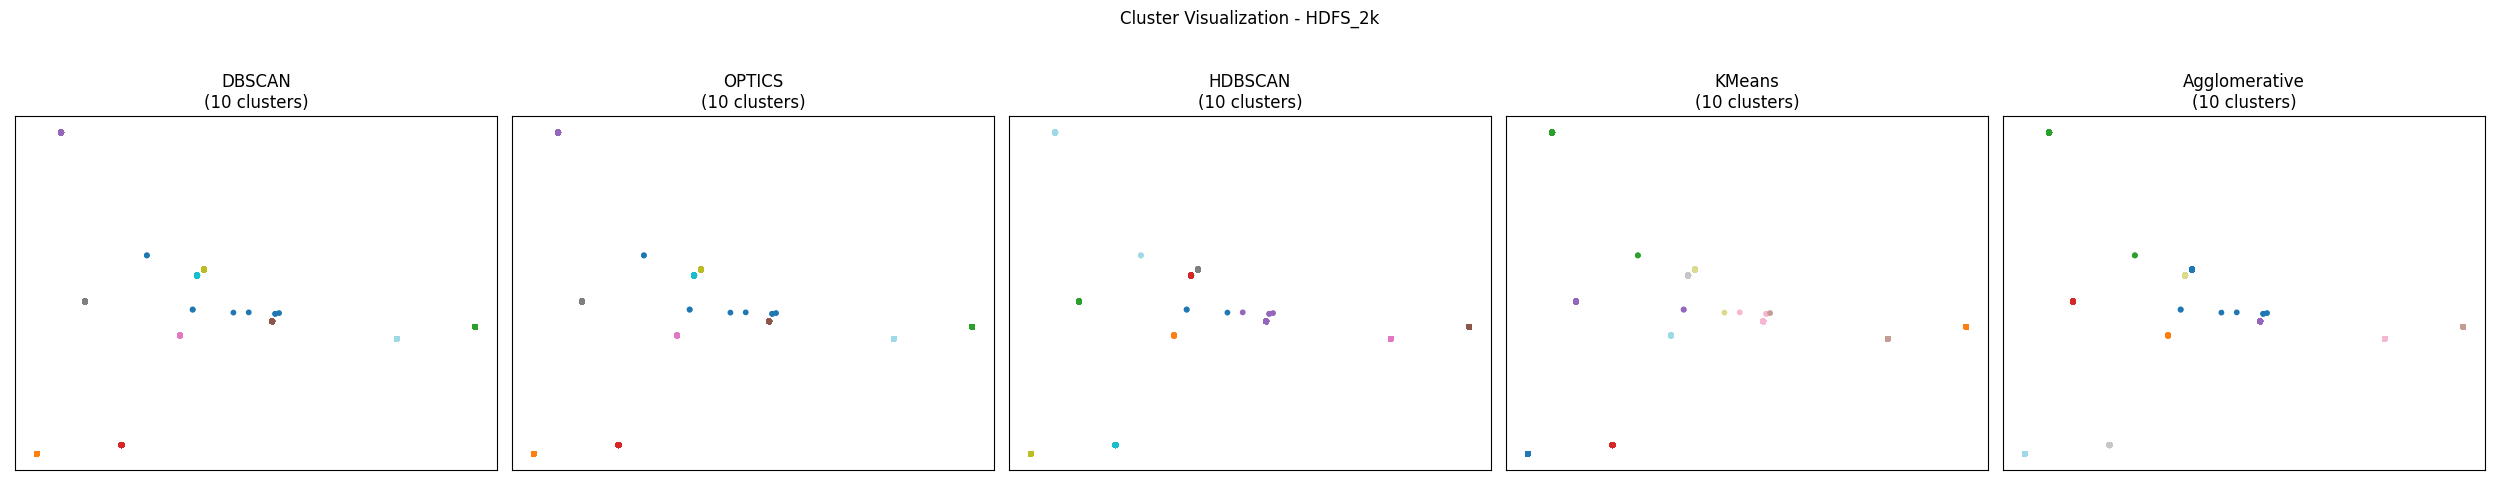 Cluster Visualization - HDFS_2k
DBSCAN
(10 clusters)
OPTICS
(10 clusters)
HDBSCAN
(10 clusters)
KMeans
(10 clusters)
Agglomerative
(10 clusters)